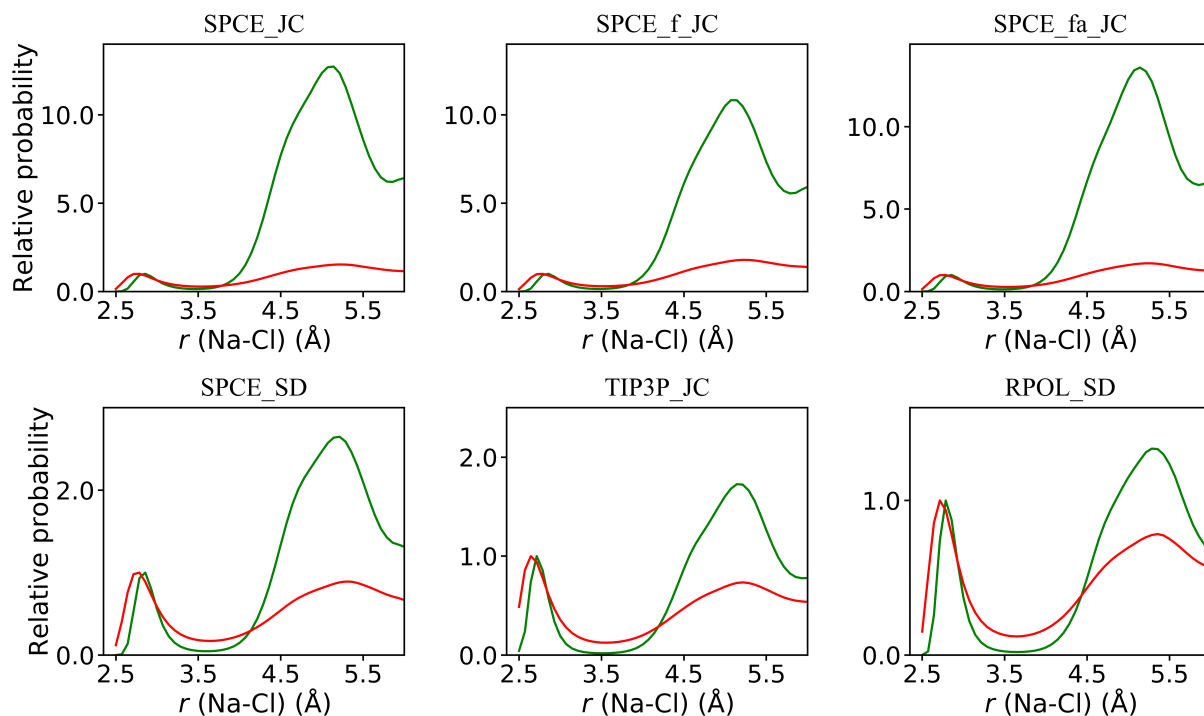 SPCE_JC
SPCE_f_JC
SPCE_fa_JC
Relative probability
10.0
5.0
0.0
2.5 3.5 4.5 5.5
r (Na-Cl) (Å)
10.0
5.0
0.0
2.5 3.5 4.5 5.5
r (Na-Cl) (Å)
10.0
5.0
0.0
2.5 3.5 4.5 5.5
r (Na-Cl) (Å)
SPCE_SD
TIP3P_JC
RPOL_SD
Relative probability
2.0
0.0
2.5 3.5 4.5 5.5
r (Na-Cl) (Å)
2.0
1.0
0.0
2.5 3.5 4.5 5.5
r (Na-Cl) (Å)
1.0
0.0
2.5 3.5 4.5 5.5
r (Na-Cl) (Å)